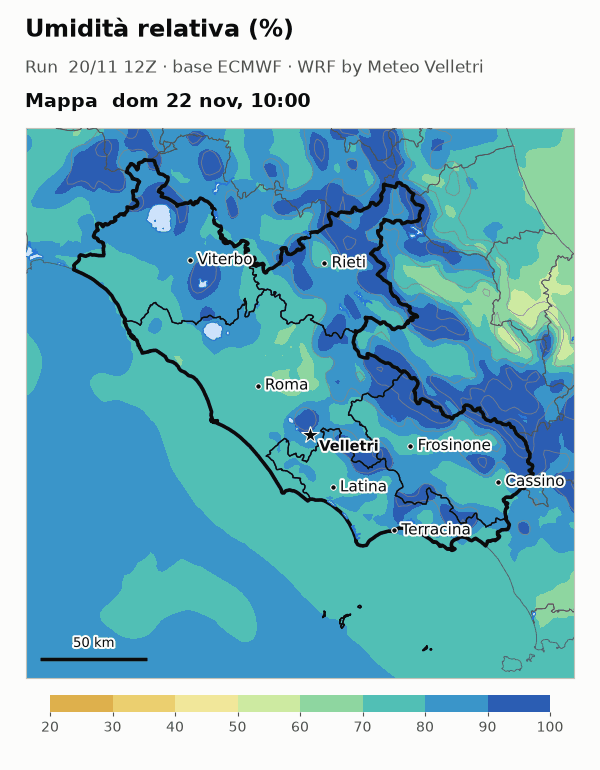 Umidità relativa (%)
Run  20/11 12Z · base ECMWF · WRF by Meteo Velletri
Mappa  dom 22 nov, 10:00
Viterbo
Rieti
Roma
Velletri
Frosinone
Cassino
Latina
Terracina
50 km
20 30 40 50 60 70 80 90 100